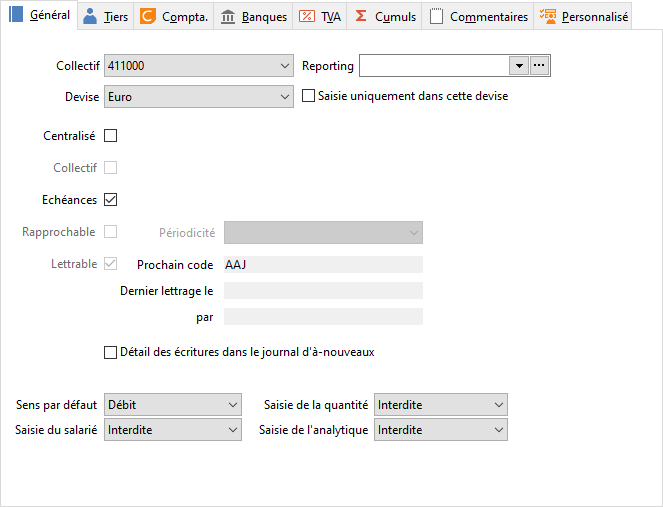 Général Tiers Compta. Banques TVA Cumuls Commentaires Personnalisé
Collectif 411000 Reporting
Devise Euro Saisie uniquement dans cette devise
Centralisé
Collectif
Echéances
Rapprochable Périodicité
Lettrable Prochain code AAJ
Dernier lettrage le
par
Détail des écritures dans le journal d'à-nouveaux
Sens par défaut Débit Saisie de la quantité Interdite
Saisie du salarié Interdite Saisie de l'analytique Interdite